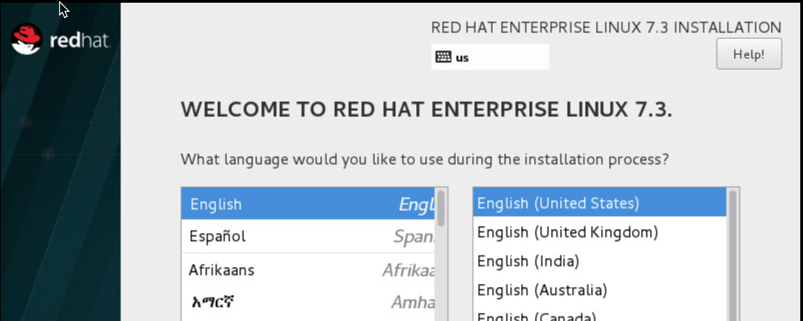 redhat
RED HAT ENTERPRISE LINUX 7.3 INSTALLATION
us
Help!
WELCOME TO RED HAT ENTERPRISE LINUX 7.3.
What language would you like to use during the installation process?
English Engl
Español Span
Afrikaans Afrikaa
አማርኛ Amha
English (United States)
English (United Kingdom)
English (India)
English (Australia)
English (Canada)